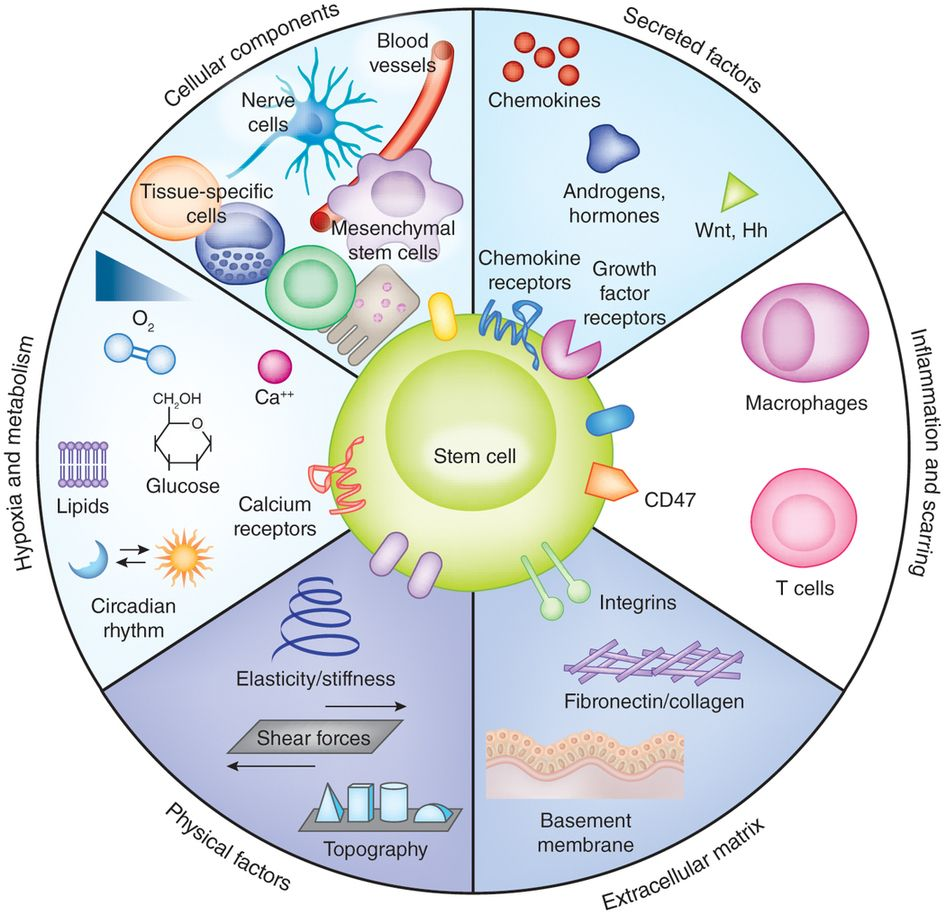 Cellular components
Blood
vessels
Nerve
cells
Tissue-specific
cells
Mesenchymal
stem cells
Secreted factors
Chemokines
Androgens,
hormones
Wnt, Hh
Chemokine
receptors
Growth
factor
receptors
Inflammation and scarring
Macrophages
CD47
T cells
Hypoxia and metabolism
O2
Ca++
CH2OH
O
Glucose
Lipids
Calcium
receptors
Circadian
rhythm
Stem cell
Physical factors
Elasticity/stiffness
Shear forces
Topography
Extracellular matrix
Integrins
Fibronectin/collagen
Basement
membrane